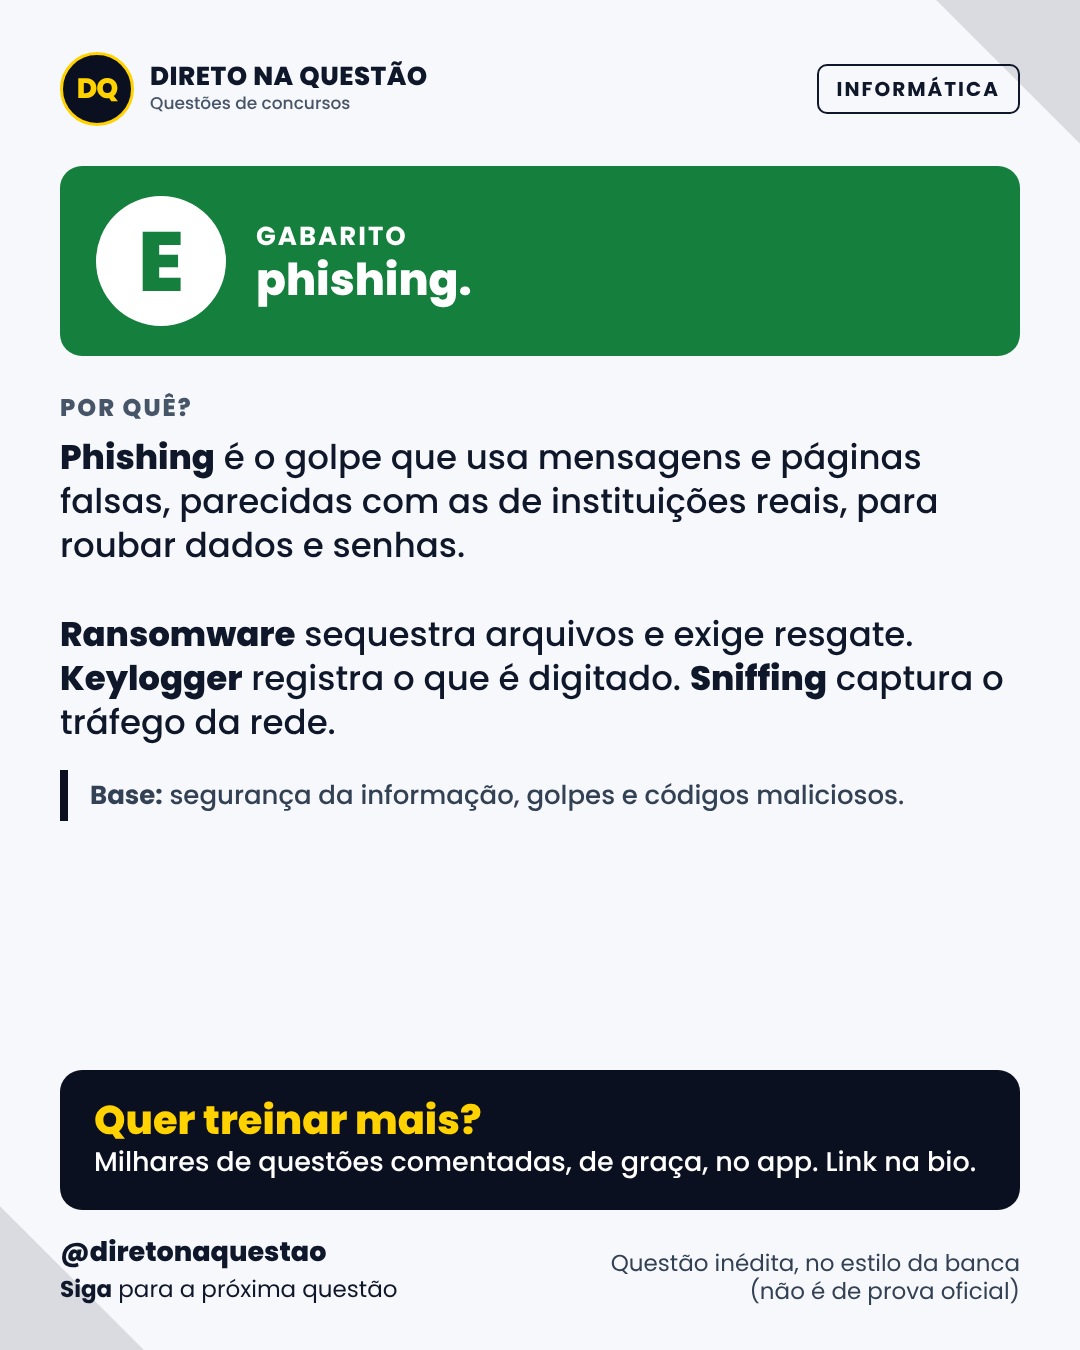 DQ
DIRETO NA QUESTÃO
Questões de concursos
INFORMÁTICA
E
GABARITO
phishing.
POR QUÊ?
Phishing é o golpe que usa mensagens e páginas
falsas, parecidas com as de instituições reais, para
roubar dados e senhas.
Ransomware sequestra arquivos e exige resgate.
Keylogger registra o que é digitado. Sniffing captura o
tráfego da rede.
Base: segurança da informação, golpes e códigos maliciosos.
Quer treinar mais?
Milhares de questões comentadas, de graça, no app. Link na bio.
@diretonaquestao
Siga para a próxima questão
Questão inédita, no estilo da banca
(não é de prova oficial)